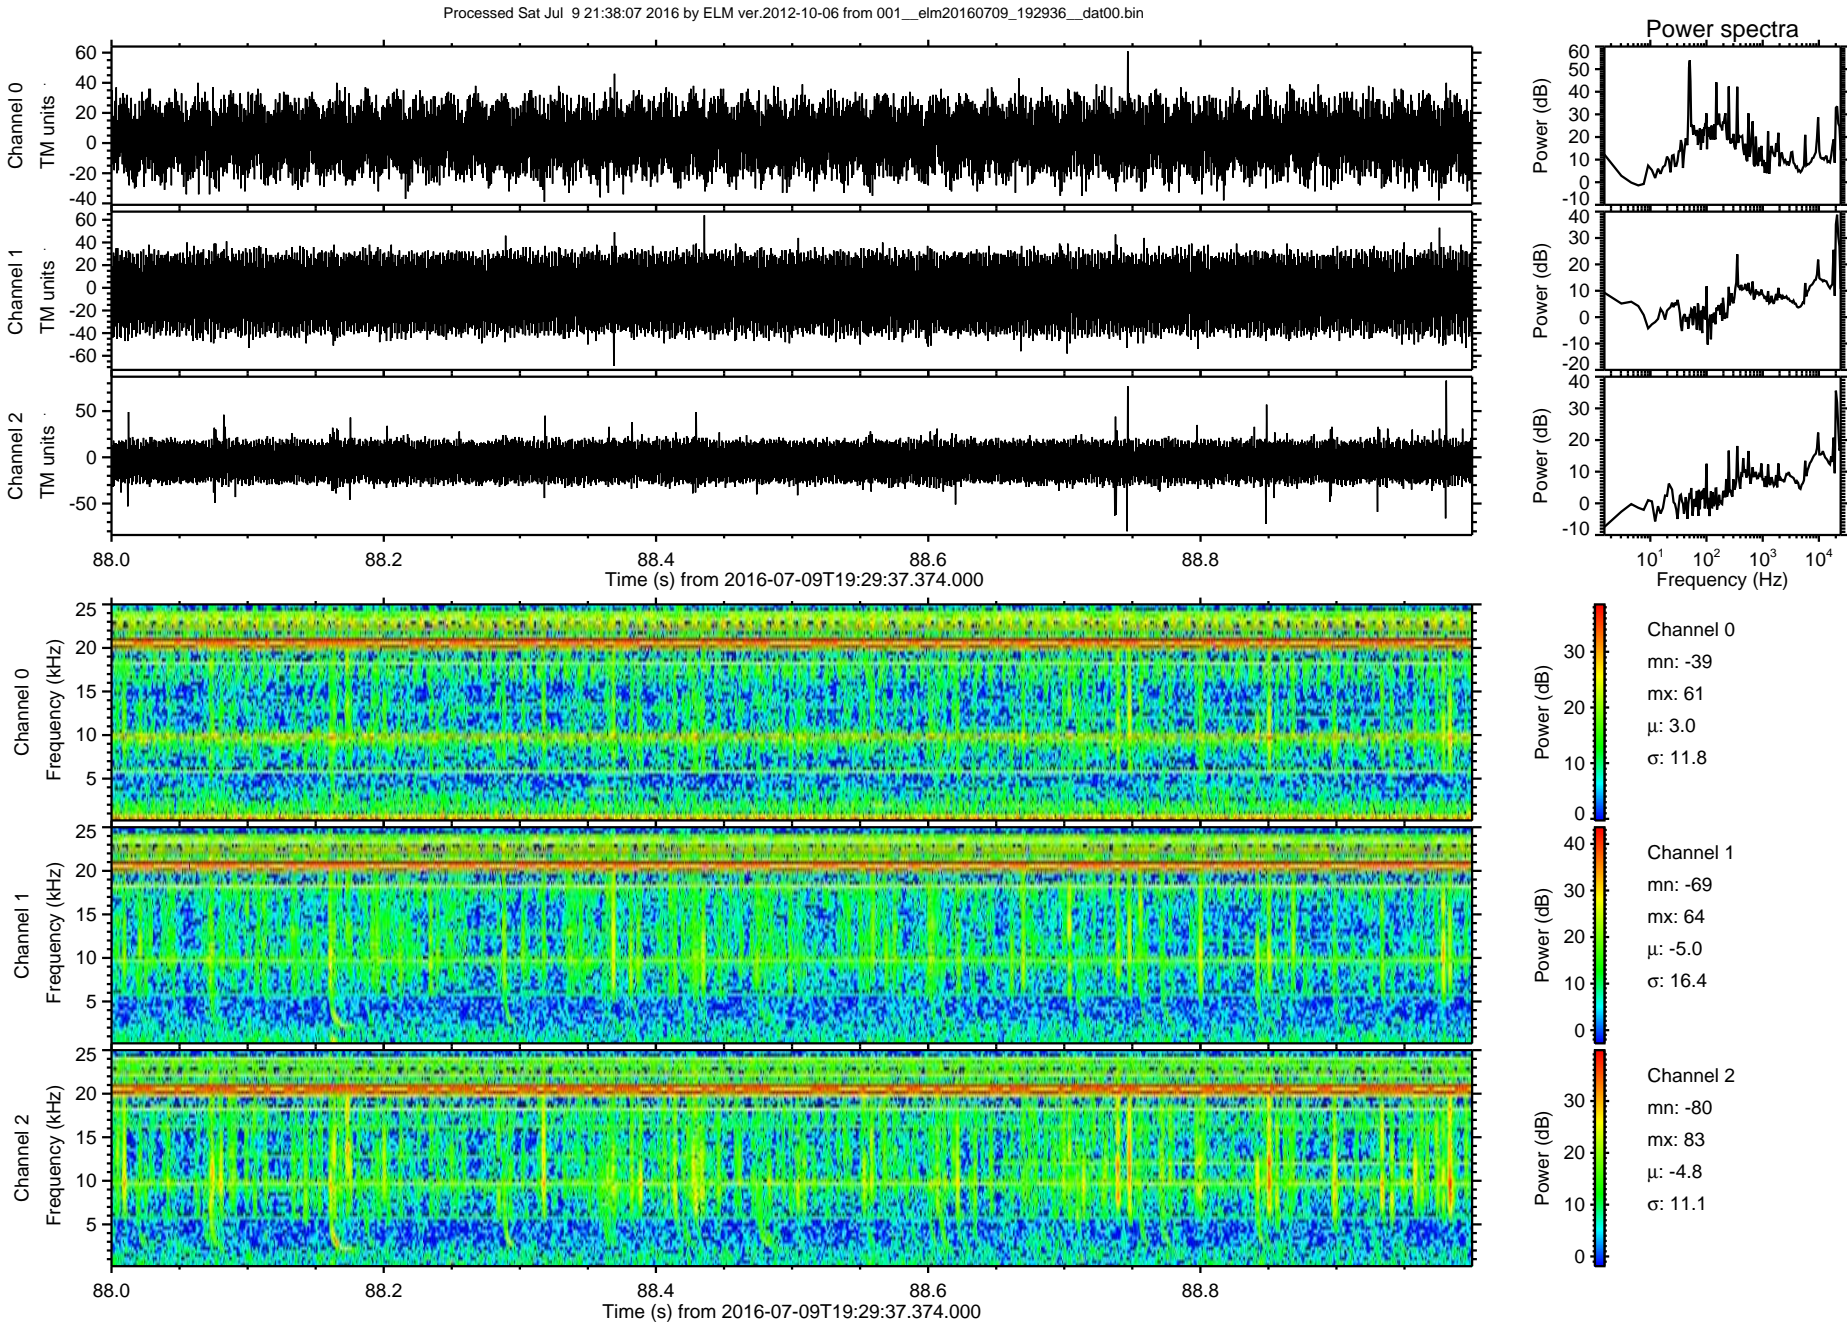 Processed Sat Jul 9 21:38:07 2016 by ELM ver.2012-10-06 from 001__elm20160709_192936__dat00.bin
Power spectra
Channel 0
TM units
60
40
20
0
-20
-40
Power (dB)
60
50
40
30
20
10
0
-10
Channel 1
TM units
60
40
20
0
-20
-40
-60
Power (dB)
40
30
20
10
0
-10
-20
Channel 2
TM units
50
0
-50
Power (dB)
40
30
20
10
0
-10
88.0 88.2 88.4 88.6 88.8
Time (s) from 2016-07-09T19:29:37.374.000
10^1 10^2 10^3 10^4
Frequency (Hz)
Channel 0
Frequency (kHz)
25
20
15
10
5
Power (dB)
30
20
10
0
Channel 0
mn: -39
mx: 61
μ: 3.0
σ: 11.8
Channel 1
Frequency (kHz)
25
20
15
10
5
Power (dB)
40
30
20
10
0
Channel 1
mn: -69
mx: 64
μ: -5.0
σ: 16.4
Channel 2
Frequency (kHz)
25
20
15
10
5
Power (dB)
30
20
10
0
Channel 2
mn: -80
mx: 83
μ: -4.8
σ: 11.1
88.0 88.2 88.4 88.6 88.8
Time (s) from 2016-07-09T19:29:37.374.000